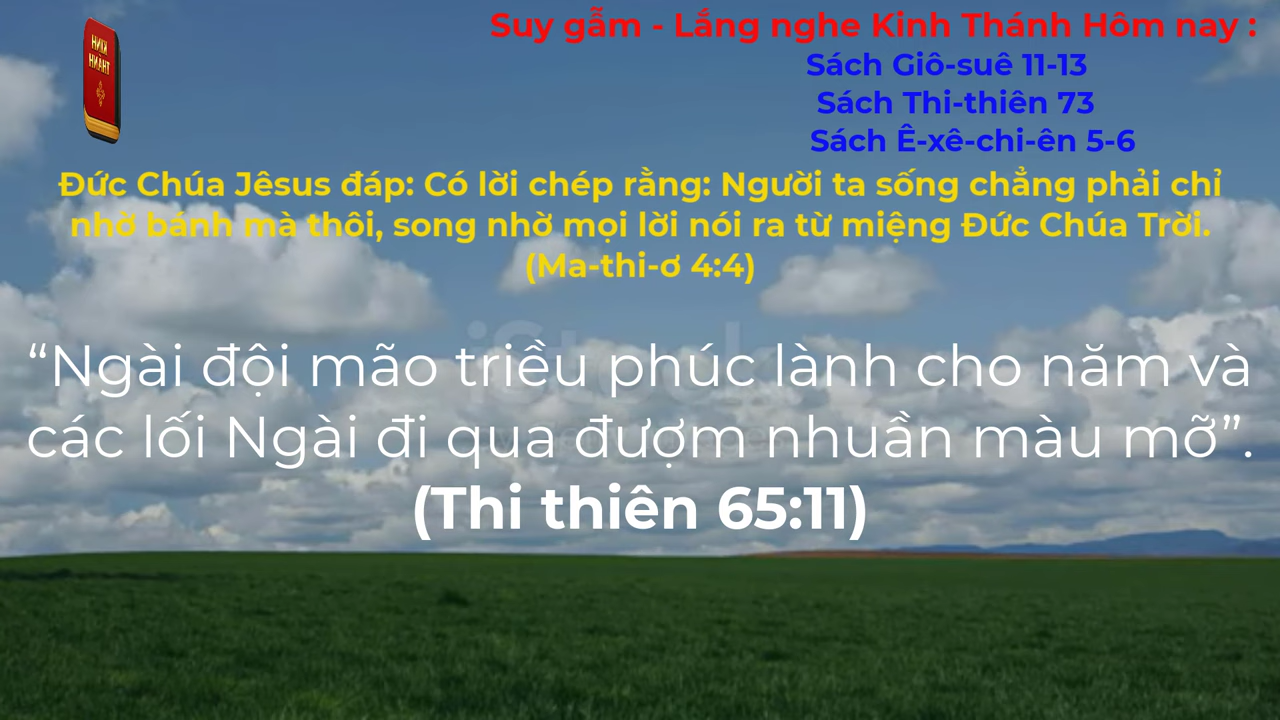 Suy gẫm - Lắng nghe Kinh Thánh Hôm nay :
Sách Giô-suê 11-13
Sách Thi-thiên 73
Sách Ê-xê-chi-ên 5-6
KINH
THÁNH
Đức Chúa Jêsus đáp: Có lời chép rằng: Người ta sống chẳng phải chỉ
nhờ bánh mà thôi, song nhờ mọi lời nói ra từ miệng Đức Chúa Trời.
(Ma-thi-ơ 4:4)
iStock
“Ngài đội mão triều phúc lành cho năm và
các lối Ngài đi qua đượm nhuần màu mỡ”.
(Thi thiên 65:11)